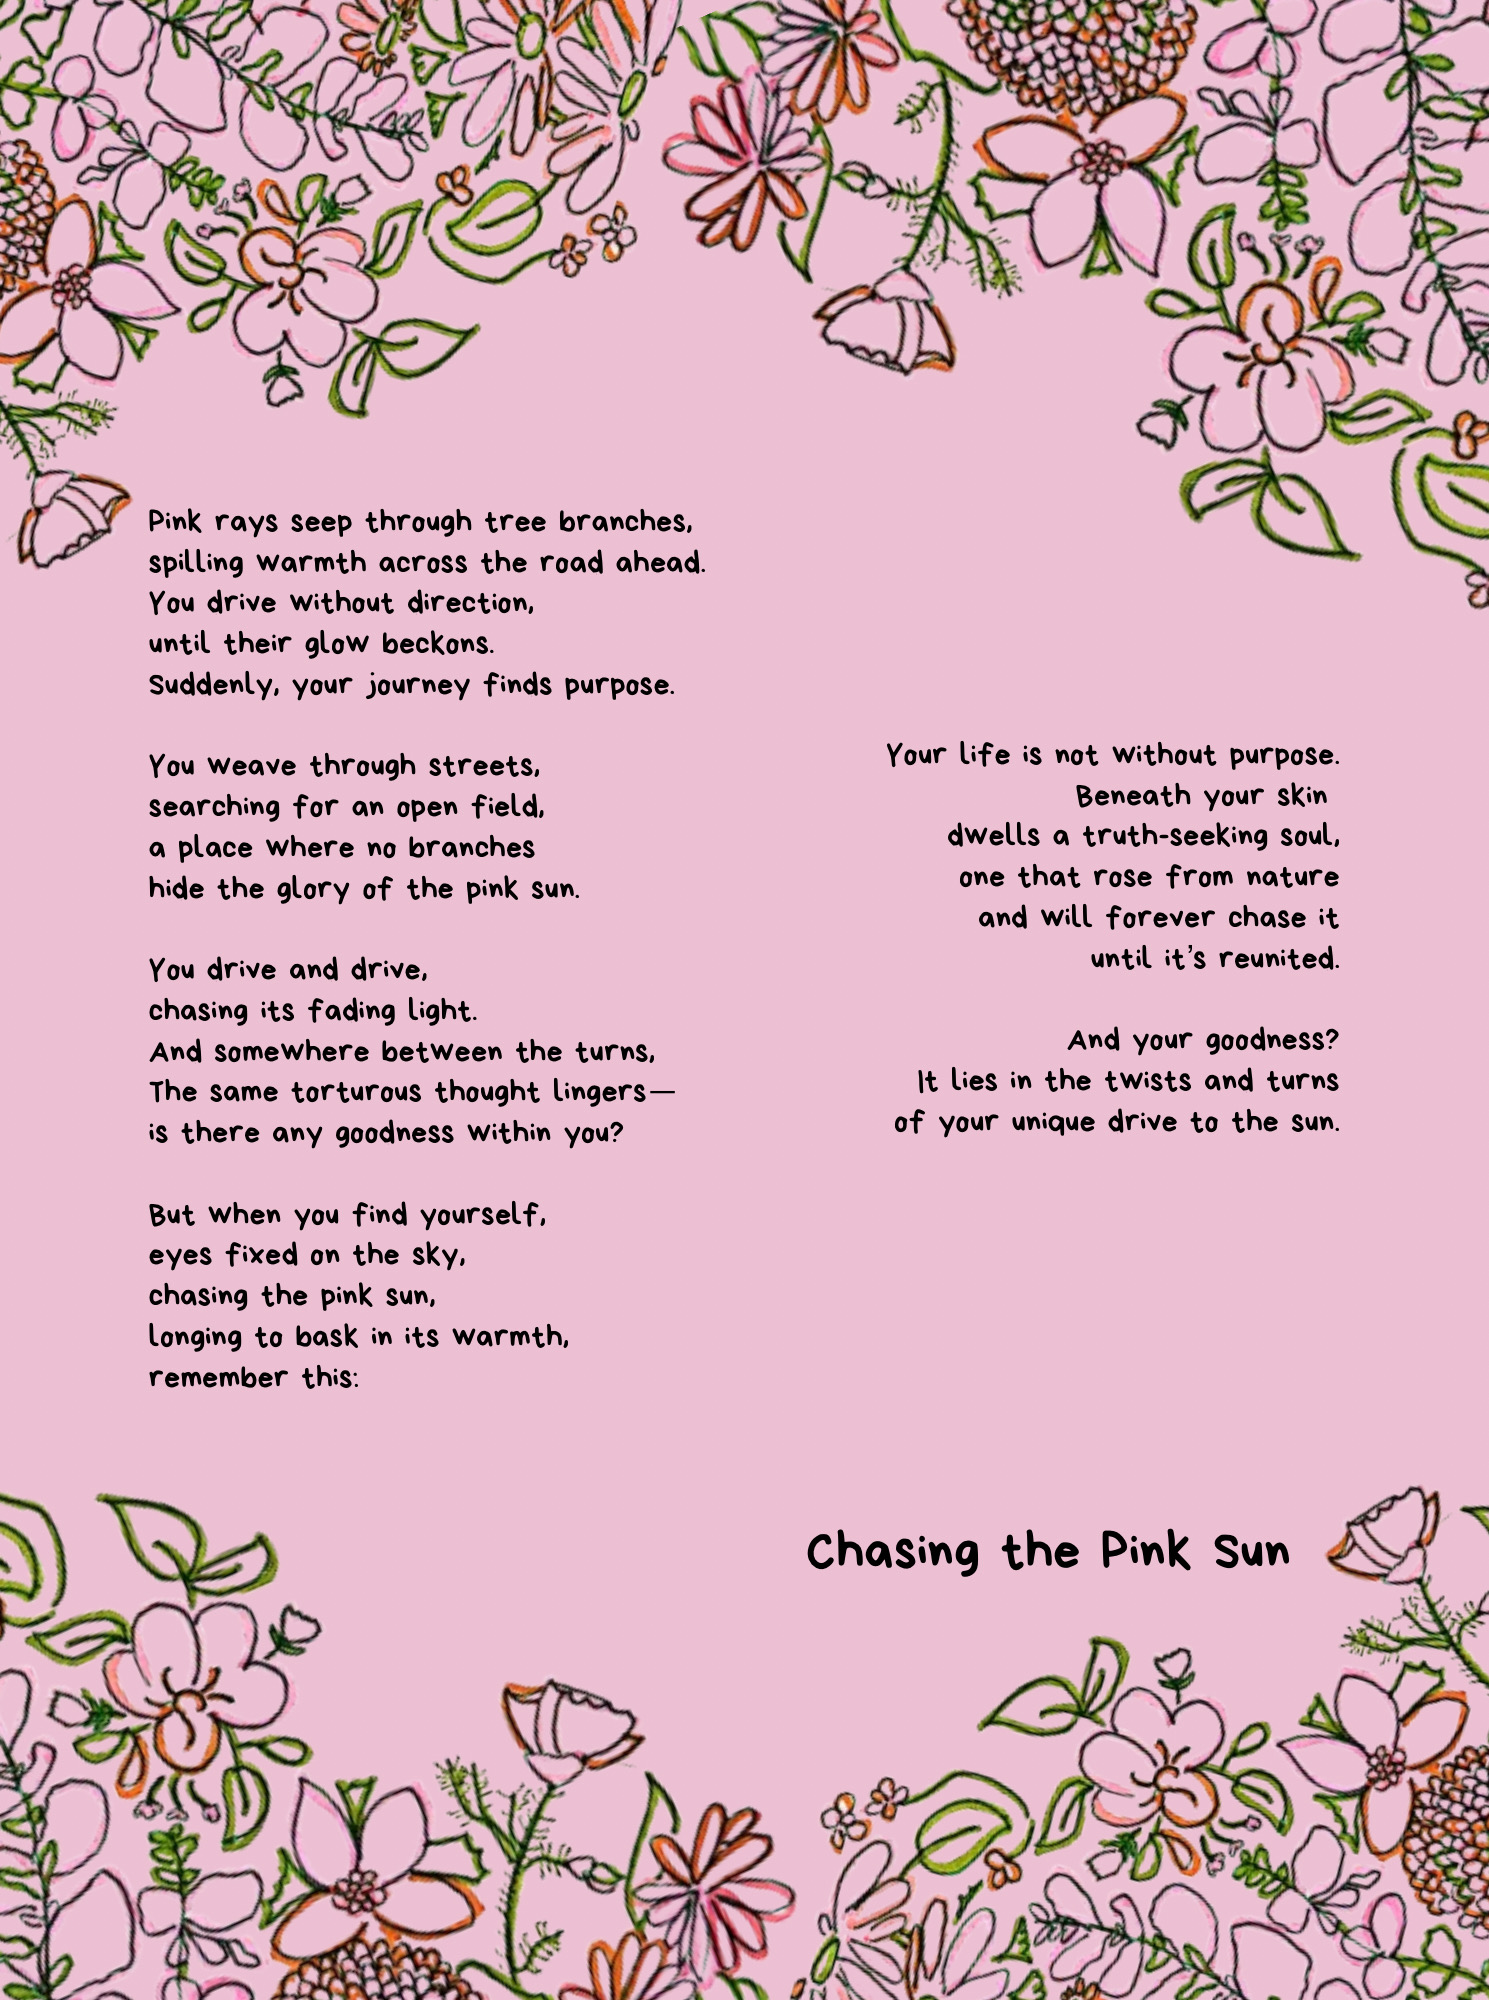 Pink rays seep through tree branches,
spilling warmth across the road ahead.
You drive without direction,
until their glow beckons.
Suddenly, your journey finds purpose.

You weave through streets,
searching for an open field,
a place where no branches
hide the glory of the pink sun.

You drive and drive,
chasing its fading light.
And somewhere between the turns,
The same torturous thought lingers—
is there any goodness within you?

But when you find yourself,
eyes fixed on the sky,
chasing the pink sun,
longing to bask in its warmth,
remember this:

Your life is not without purpose.
Beneath your skin
dwells a truth-seeking soul,
one that rose from nature
and will forever chase it
until it's reunited.

And your goodness?
It lies in the twists and turns
of your unique drive to the sun.

Chasing the Pink Sun